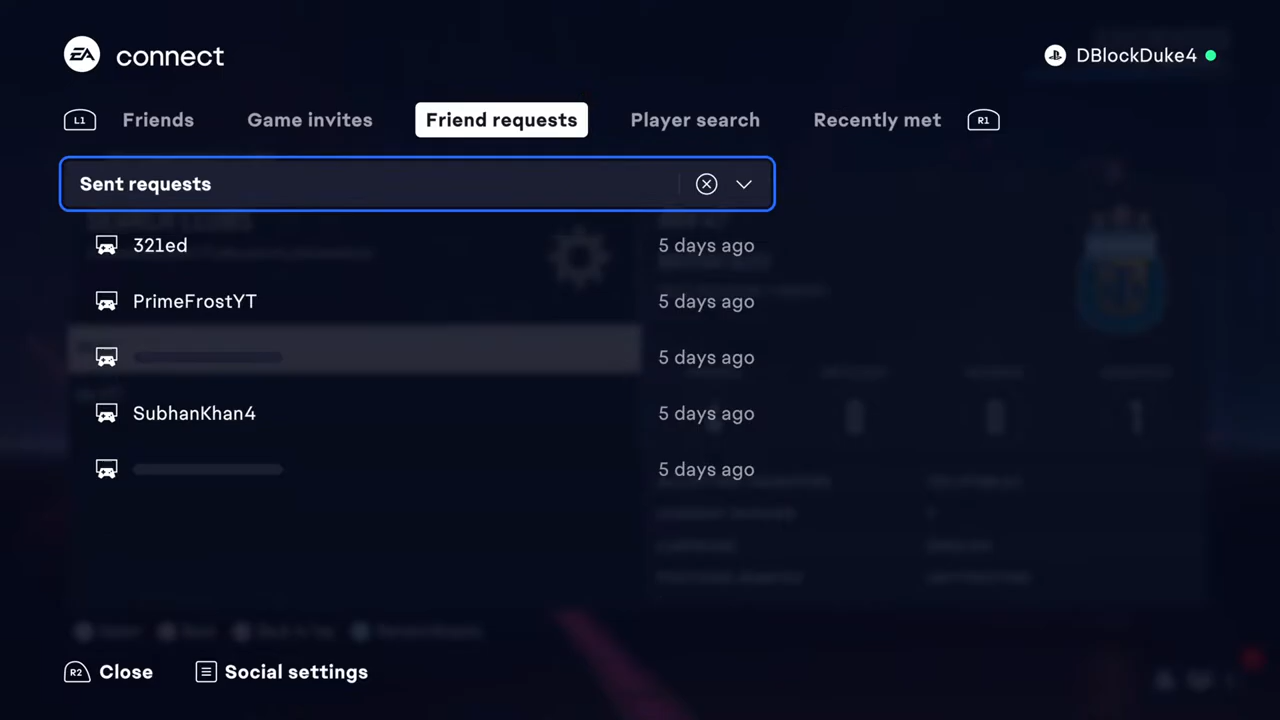 EA connect
DBlockDuke4
L1 Friends Game invites Friend requests Player search Recently met R1
Sent requests
321ed 5 days ago
PrimeFrostYT 5 days ago
5 days ago
SubhanKhan4 5 days ago
5 days ago
R2 Close Social settings